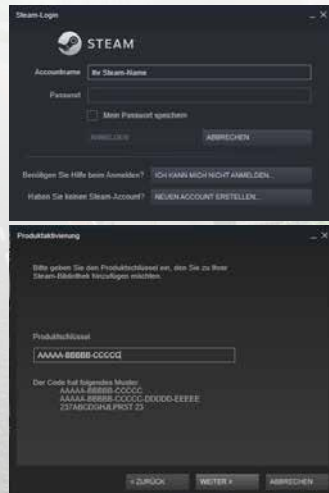 Steam-Login
STEAM
Accountname
Ihr Steam-Name
Passwort
Mein Passwort speichern
ANMELDEN
ABBRECHEN
Benötigen Sie Hilfe beim Anmelden?
ICH KANN MICH NICHT ANMELDEN...
Haben Sie keinen Steam-Account?
NEUEN ACCOUNT ERSTELLEN...
Produktaktivierung
Bitte geben Sie den Produktschlüssel ein, den Sie zu Ihrer
Steam-Bibliothek hinzufügen möchten.
Produktschlüssel
AAAAA-BBBBB-CCCCC
Der Code hat folgendes Muster:
AAAAA-BBBBB-CCCCC
AAAAA-BBBBB-CCCCC-DDDDD-EEEEE
237ABCDGHJLPRST 23
< ZURÜCK
WEITER >
ABBRECHEN